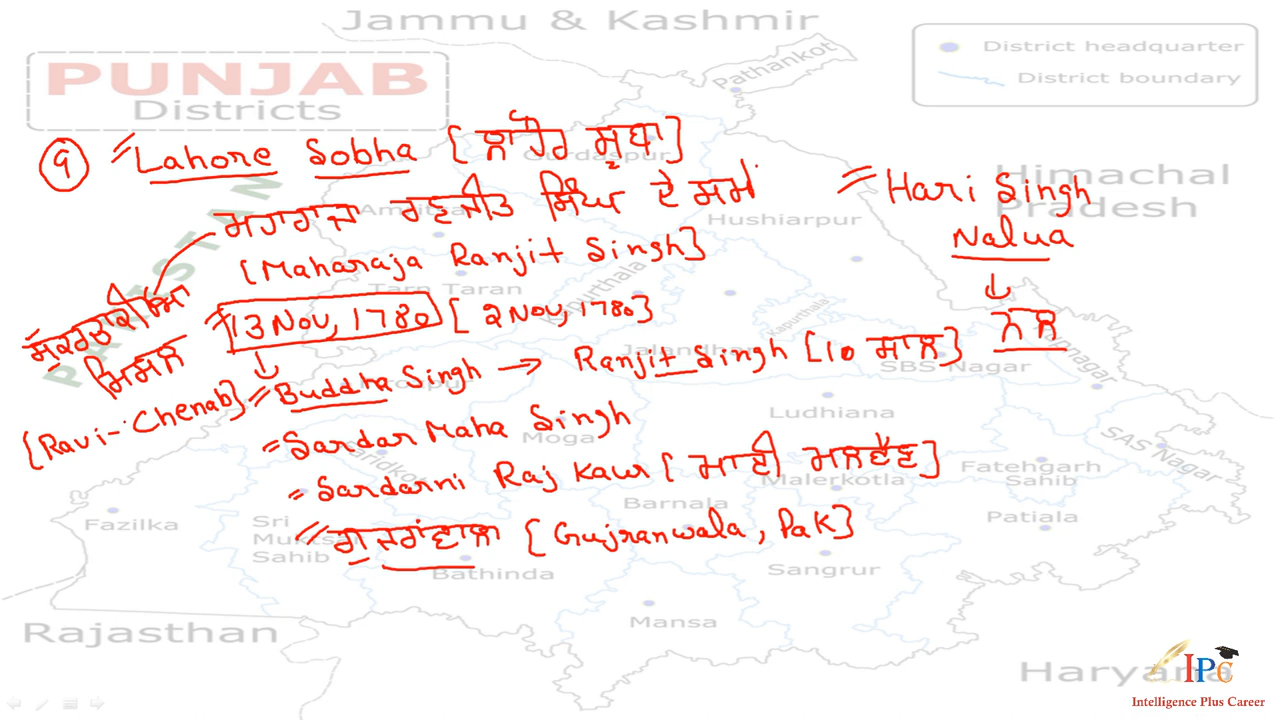 Jammu & Kashmir
PUNJAB
Districts
District headquarter
District boundary
Pathankot
9 Lahore Sobha [ਲਾਹੌਰ ਸੂਬਾ]
Gurdaspur
Himachal
Pradesh
ਮਹਾਰਾਜਾ ਰਣਜੀਤ ਸਿੰਘ ਦੇ ਸਮੇਂ
Hari Singh
Nalua
ਨਲ
Amritsar
Hushiarpur
PAKISTAN
[Maharaja Ranjit Singh]
Tarn Taran
Kapurthala
Kapurthala
ਸ਼ੁੱਕਰਚਾਕੀਆ
ਮਿਸਲ
[Ravi-Chenab]
13 Nov, 1780 [2 Nov, 1780]
Buddha Singh → Ranjit Singh [10 ਸਾਲ]
Jalandhar
SBS Nagar
Sardar Maha Singh
Moga
Ludhiana
SAS Nagar
Faridkot
Sardarni Raj Kaur [ਮਾਈ ਮਲਵੈਣ]
Malerkotla
Fatehgarh
Sahib
Barnala
Patiala
Fazilka
Sri
Muktsar
Sahib
ਗੁਜਰਾਂਵਾਲਾ [Gujranwala, Pak]
Bathinda
Sangrur
Mansa
Rajasthan
Haryana
IPC
Intelligence Plus Career